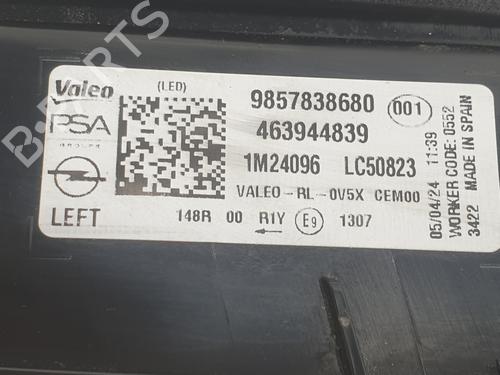 Valeo (LED)
PSA
GROUPE
LEFT
9857838680 001
463944839
1M24096 LC50823
VALEO-RL-0V5X CEM00
148R 00 R1Y E9 1307
05/04/24 11:39
WORKER CODE: 0552
3422 MADE IN SPAIN
B-PARTS